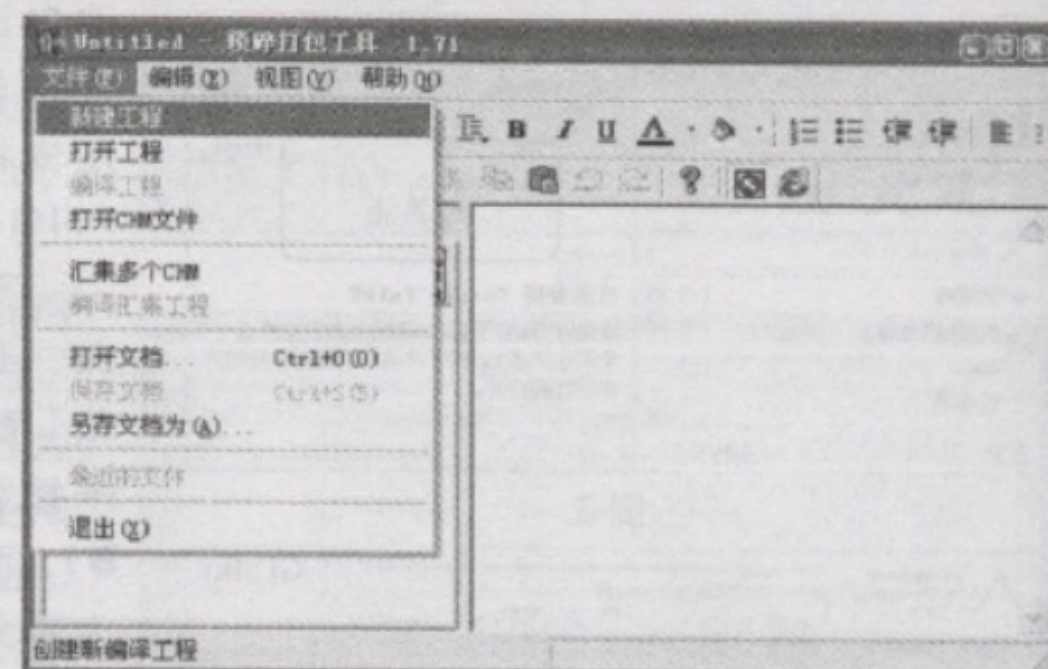 Untitled - 预碎打包工具 1.71
文件(F) 编辑(E) 视图(V) 帮助(H)
新建工程
打开工程
编译工程
打开CHM文件
汇集多个CHM
编译汇集工程
打开文档... Ctrl+O(O)
保存文档 Ctrl+S(S)
另存文档为(A)...
最近的文件
退出(X)
创建新编译工程